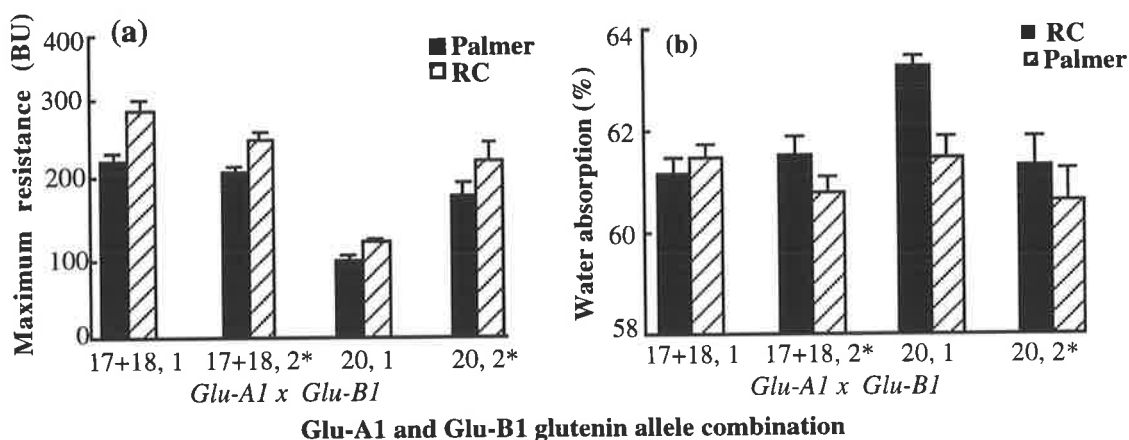 (a)
Maximum resistance (BU)
400
300
200
100
0
Palmer
RC
17+18, 1 17+18, 2* 20, 1 20, 2*
Glu-A1 x Glu-B1
(b)
Water absorption (%)
64
62
60
58
RC
Palmer
17+18, 1 17+18, 2* 20, 1 20, 2*
Glu-A1 x Glu-B1
Glu-A1 and Glu-B1 glutenin allele combination